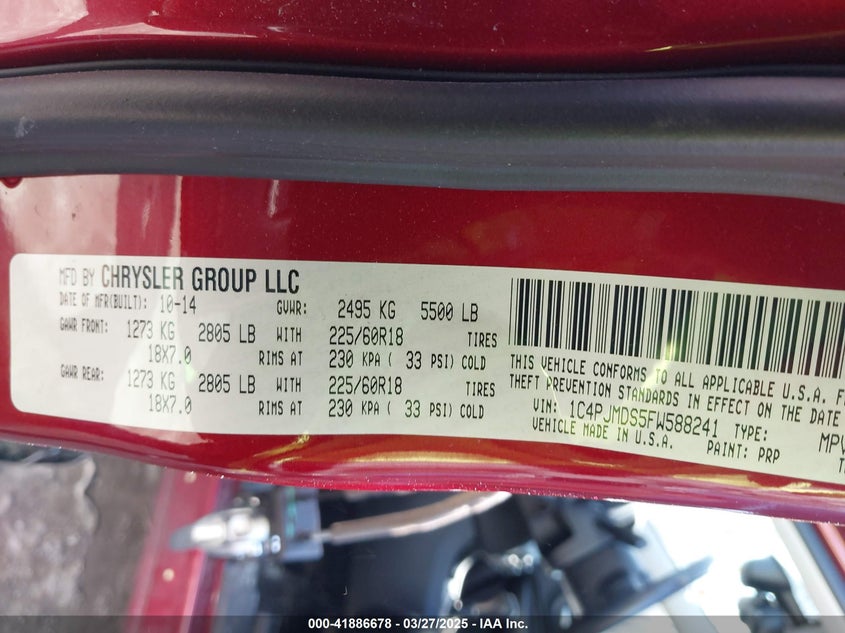 MFD BY CHRYSLER GROUP LLC
DATE OF MFR(BUILT): 10-14 GVWR: 2495 KG 5500 LB
GAWR FRONT: 1273 KG 2805 LB WITH 225/60R18 TIRES
18X7.0 RIMS AT 230 KPA ( 33 PSI) COLD
GAWR REAR: 1273 KG 2805 LB WITH 225/60R18 TIRES
18X7.0 RIMS AT 230 KPA ( 33 PSI) COLD
THIS VEHICLE CONFORMS TO ALL APPLICABLE U.S.A. F
THEFT PREVENTION STANDARDS IN EFFECT ON THE DATE
VIN: 1C4PJMDS5FW588241 TYPE: MPV
MADE IN U.S.A. PAINT: PRP T
000-41886678 - 03/27/2025 - IAA Inc.